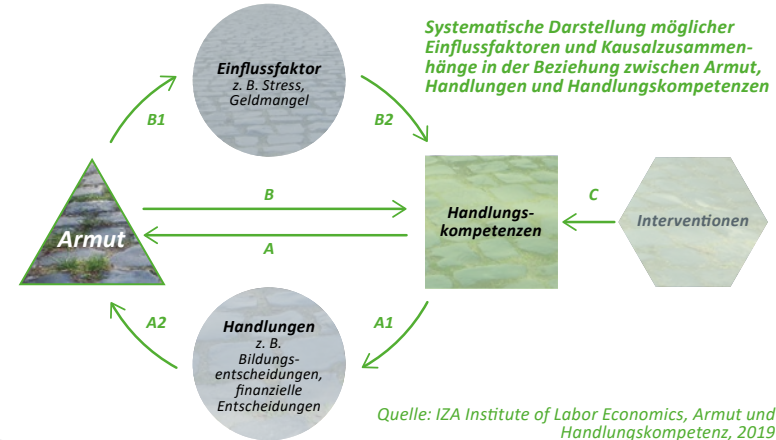 Systematische Darstellung möglicher
Einflussfaktoren und Kausalzusammen-
hänge in der Beziehung zwischen Armut,
Handlungen und Handlungskompetenzen
Einflussfaktor
z. B. Stress,
Geldmangel
B1
B2
B
A
C
Armut
Handlungs-
kompetenzen
Interventionen
A2
A1
Handlungen
z. B.
Bildungs-
entscheidungen,
finanzielle
Entscheidungen
Quelle: IZA Institute of Labor Economics, Armut und
Handlungskompetenz, 2019